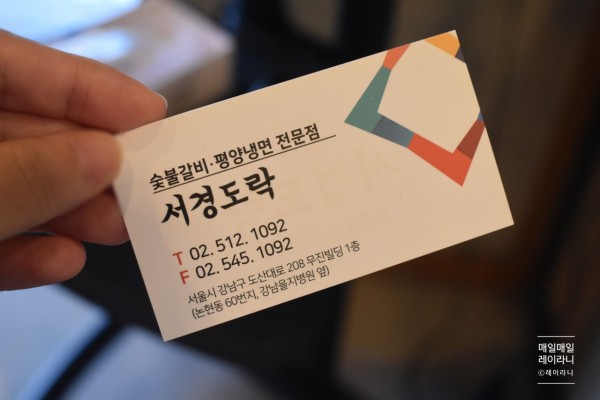 숯불갈비·평양냉면 전문점
서경도락
T 02. 512. 1092
F 02. 545. 1092
서울시 강남구 도산대로 208 무진빌딩 1층
(논현동 60번지, 강남을지병원 옆)
매일매일
레이라니
ⓒ레이라니